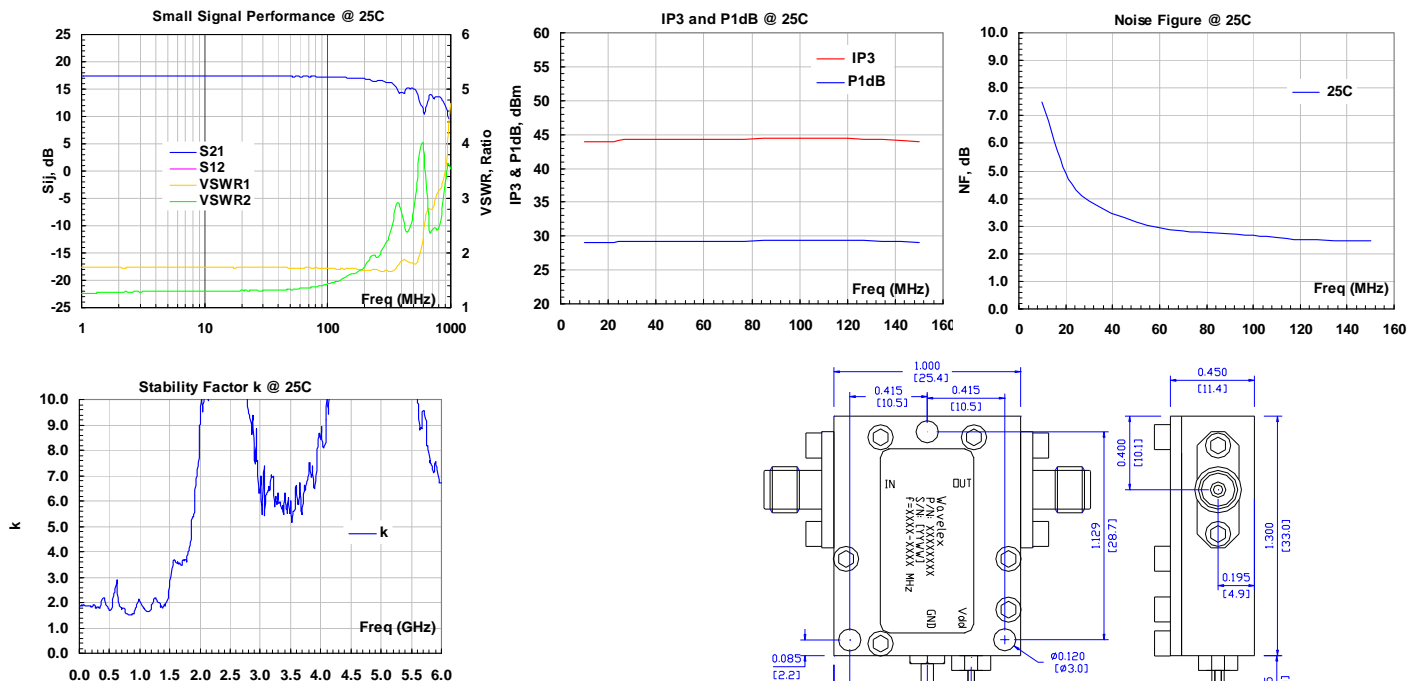 Small Signal Performance @ 25C
25
20
15
10
5
0
-5
-10
-15
-20
-25
Sij, dB
6
5
4
3
2
1
VSWR, Ratio
S21
S12
VSWR1
VSWR2
Freq (MHz)
1 10 100 1000
IP3 and P1dB @ 25C
60
55
50
45
40
35
30
25
20
IP3 & P1dB, dBm
IP3
P1dB
Freq (MHz)
0 20 40 60 80 100 120 140 160
Noise Figure @ 25C
10.0
9.0
8.0
7.0
6.0
5.0
4.0
3.0
2.0
1.0
0.0
NF, dB
25C
Freq (MHz)
0 20 40 60 80 100 120 140 160
Stability Factor k @ 25C
10.0
9.0
8.0
7.0
6.0
5.0
4.0
3.0
2.0
1.0
0.0
k
k
Freq (GHz)
0.0 0.5 1.0 1.5 2.0 2.5 3.0 3.5 4.0 4.5 5.0 5.5 6.0
1.000
[25.4]
0.415
[10.5]
0.415
[10.5]
IN
OUT
Wavelex
P/N: XXXXXXXX
S/N: [YYWW]
F=XXXX-XXXX MHz
GND
Vdd
1.129
[28.7]
0.085
[2.2]
Ø0.120
[Ø3.0]
0.450
[11.4]
0.400
[10.1]
1.300
[33.0]
0.195
[4.9]